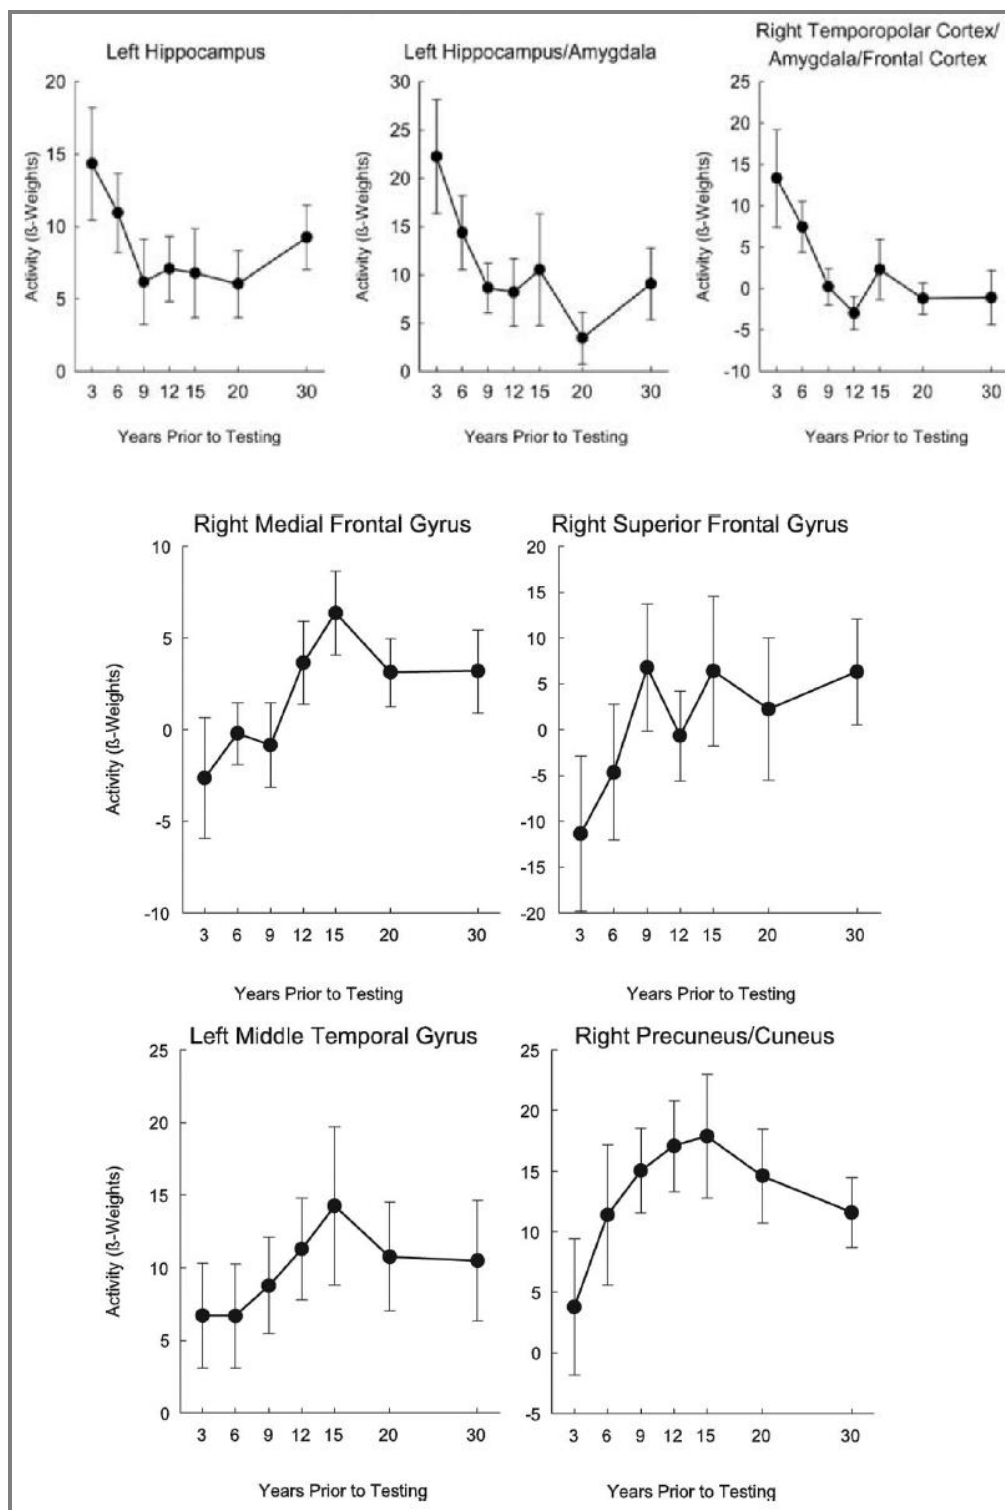 Left Hippocampus
20
15
10
5
0
Activity (ß-Weights)
3 6 9 12 15 20 30
Years Prior to Testing
Left Hippocampus/Amygdala
30
25
20
15
10
5
0
Activity (ß-Weights)
3 6 9 12 15 20 30
Years Prior to Testing
Right Temporopolar Cortex/
Amygdala/Frontal Cortex
25
20
15
10
5
0
-5
-10
Activity (ß-Weights)
3 6 9 12 15 20 30
Years Prior to Testing
Right Medial Frontal Gyrus
10
5
0
-5
-10
Activity (ß-Weights)
3 6 9 12 15 20 30
Years Prior to Testing
Right Superior Frontal Gyrus
20
15
10
5
0
-5
-10
-15
-20
3 6 9 12 15 20 30
Years Prior to Testing
Left Middle Temporal Gyrus
25
20
15
10
5
0
Activity (ß-Weights)
3 6 9 12 15 20 30
Years Prior to Testing
Right Precuneus/Cuneus
25
20
15
10
5
0
-5
3 6 9 12 15 20 30
Years Prior to Testing